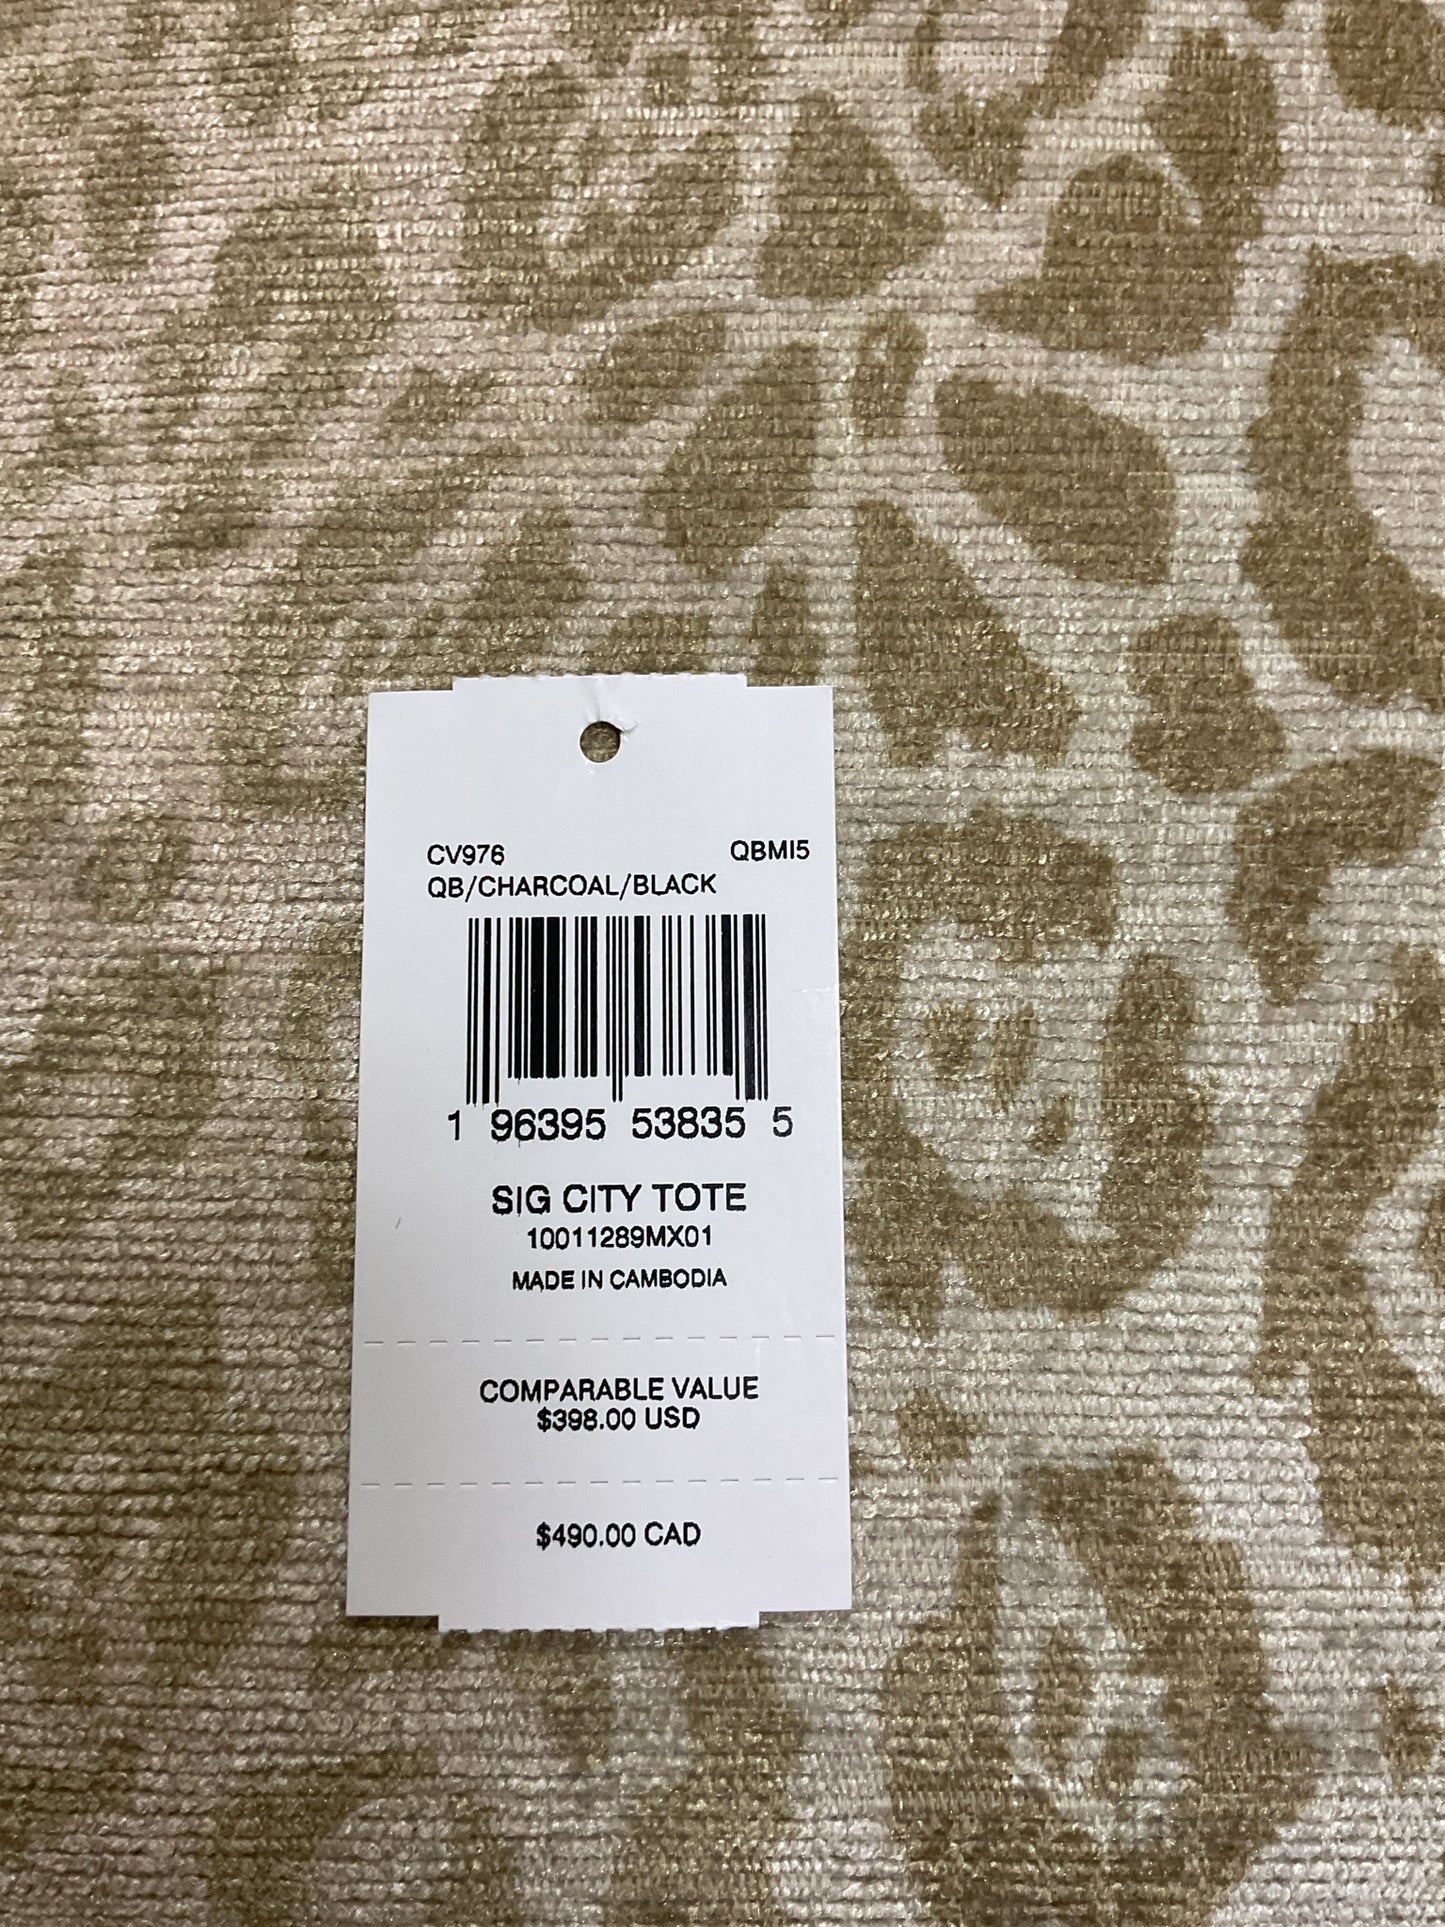 CV976 QBMI5
QB/CHARCOAL/BLACK
1 96395 53835 5
SIG CITY TOTE
10011289MX01
MADE IN CAMBODIA
COMPARABLE VALUE
$398.00 USD
$490.00 CAD